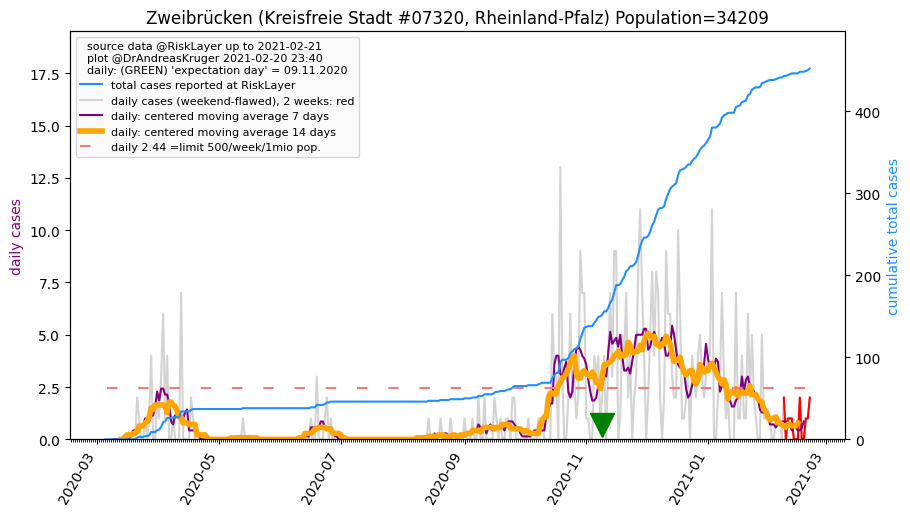 Zweibrücken (Kreisfreie Stadt #07320, Rheinland-Pfalz) Population=34209
source data @RiskLayer up to 2021-02-21
plot @DrAndreasKruger 2021-02-20 23:40
daily: (GREEN) 'expectation day' = 09.11.2020
total cases reported at RiskLayer
daily cases (weekend-flawed), 2 weeks: red
daily: centered moving average 7 days
daily: centered moving average 14 days
daily 2.44 =limit 500/week/1mio pop.
daily cases
17.5
15.0
12.5
10.0
7.5
5.0
2.5
0.0
400
300
200
100
0
cumulative total cases
2020-03
2020-05
2020-07
2020-09
2020-11
2021-01
2021-03